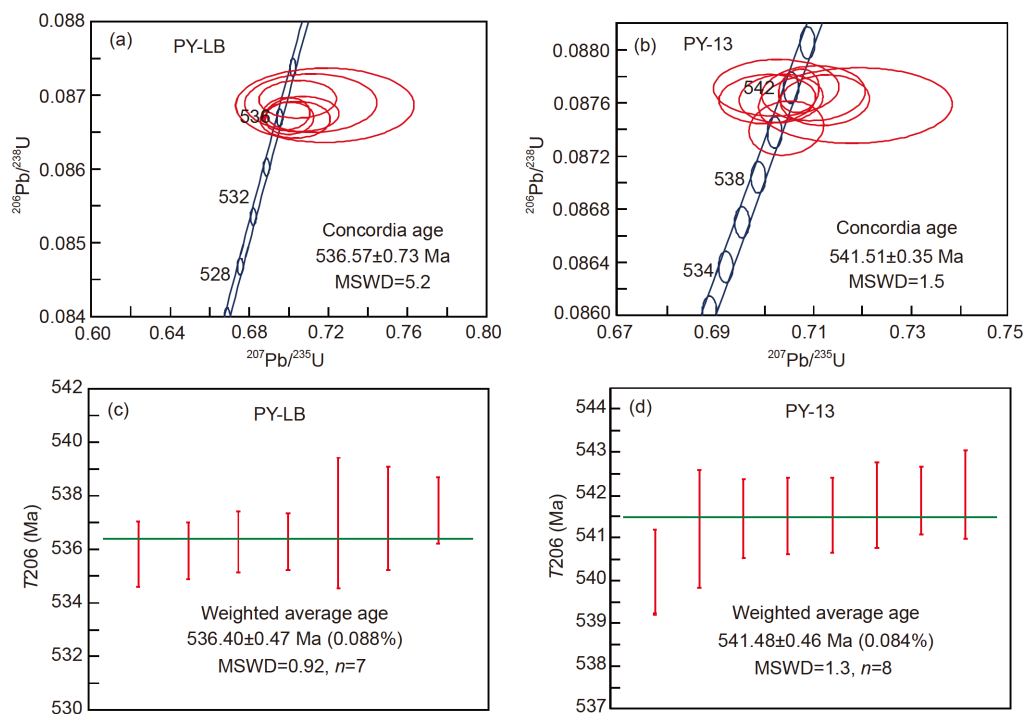 (a)
PY-LB
0.088
0.087
0.086
0.085
0.084
536
532
528
Concordia age
536.57±0.73 Ma
MSWD=5.2
0.60
0.64
0.68
0.72
0.76
0.80
²⁰⁶Pb/²³⁸U
²⁰⁷Pb/²³⁵U
(b)
PY-13
0.0880
0.0876
0.0872
0.0868
0.0864
0.0860
542
538
534
Concordia age
541.51±0.35 Ma
MSWD=1.5
0.67
0.69
0.71
0.73
0.75
²⁰⁶Pb/²³⁸U
²⁰⁷Pb/²³⁵U
(c)
PY-LB
542
540
538
536
534
532
530
T206 (Ma)
Weighted average age
536.40±0.47 Ma (0.088%)
MSWD=0.92, n=7
(d)
PY-13
544
543
542
541
540
539
538
537
T206 (Ma)
Weighted average age
541.48±0.46 Ma (0.084%)
MSWD=1.3, n=8